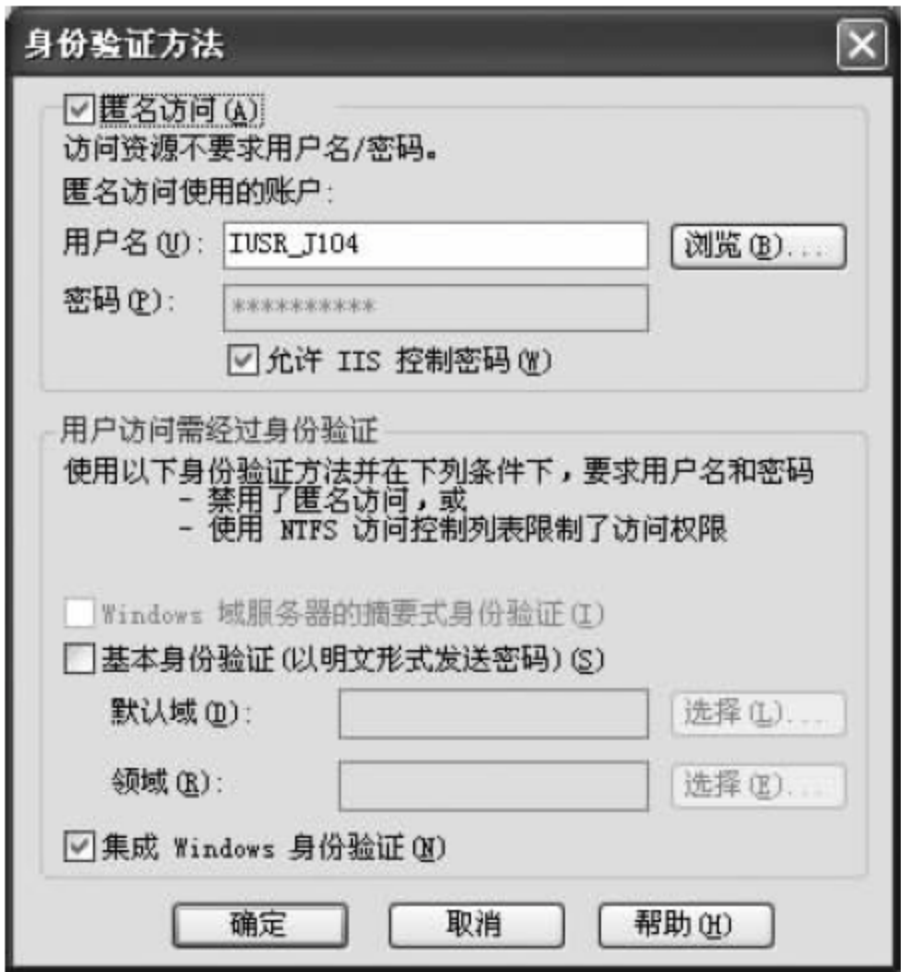 身份验证方法
匿名访问(A)
访问资源不要求用户名/密码。
匿名访问使用的账户:
用户名(U): IUSR_J104 浏览(B)...
密码(P): **********
允许 IIS 控制密码(W)
用户访问需经过身份验证
使用以下身份验证方法并在下列条件下，要求用户名和密码
- 禁用了匿名访问，或
- 使用 NTFS 访问控制列表限制了访问权限
Windows 域服务器的摘要式身份验证(I)
基本身份验证(以明文形式发送密码)(S)
默认域(D): 选择(L)...
领域(R): 选择(E)...
集成 Windows 身份验证(N)
确定 取消 帮助(H)